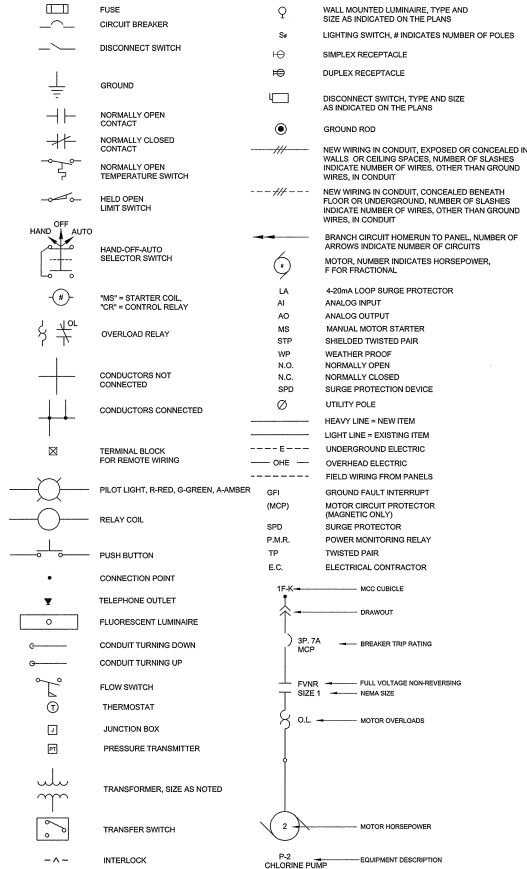 FUSE
CIRCUIT BREAKER
DISCONNECT SWITCH
GROUND
NORMALLY OPEN
CONTACT
NORMALLY CLOSED
CONTACT
NORMALLY OPEN
TEMPERATURE SWITCH
HELD OPEN
LIMIT SWITCH
OFF
HAND
AUTO
HAND-OFF-AUTO
SELECTOR SWITCH
#
"MS" = STARTER COIL,
"CR" = CONTROL RELAY
OL
OVERLOAD RELAY
CONDUCTORS NOT
CONNECTED
CONDUCTORS CONNECTED
TERMINAL BLOCK
FOR REMOTE WIRING
PILOT LIGHT, R-RED, G-GREEN, A-AMBER
RELAY COIL
PUSH BUTTON
CONNECTION POINT
TELEPHONE OUTLET
FLUORESCENT LUMINAIRE
CONDUIT TURNING DOWN
CONDUIT TURNING UP
FLOW SWITCH
T
THERMOSTAT
J
JUNCTION BOX
PT
PRESSURE TRANSMITTER
TRANSFORMER, SIZE AS NOTED
TRANSFER SWITCH
INTERLOCK
WALL MOUNTED LUMINAIRE, TYPE AND
SIZE AS INDICATED ON THE PLANS
S#
LIGHTING SWITCH, # INDICATES NUMBER OF POLES
SIMPLEX RECEPTACLE
DUPLEX RECEPTACLE
DISCONNECT SWITCH, TYPE AND SIZE
AS INDICATED ON THE PLANS
GROUND ROD
NEW WIRING IN CONDUIT, EXPOSED OR CONCEALED IN
WALLS OR CEILING SPACES, NUMBER OF SLASHES
INDICATE NUMBER OF WIRES, OTHER THAN GROUND
WIRES, IN CONDUIT
NEW WIRING IN CONDUIT, CONCEALED BENEATH
FLOOR OR UNDERGROUND, NUMBER OF SLASHES
INDICATE NUMBER OF WIRES, OTHER THAN GROUND
WIRES, IN CONDUIT
BRANCH CIRCUIT HOMERUN TO PANEL, NUMBER OF
ARROWS INDICATE NUMBER OF CIRCUITS
#
MOTOR, NUMBER INDICATES HORSEPOWER,
F FOR FRACTIONAL
LA 4-20mA LOOP SURGE PROTECTOR
AI ANALOG INPUT
AO ANALOG OUTPUT
MS MANUAL MOTOR STARTER
STP SHIELDED TWISTED PAIR
WP WEATHER PROOF
N.O. NORMALLY OPEN
N.C. NORMALLY CLOSED
SPD SURGE PROTECTION DEVICE
UTILITY POLE
HEAVY LINE = NEW ITEM
LIGHT LINE = EXISTING ITEM
E UNDERGROUND ELECTRIC
OHE OVERHEAD ELECTRIC
FIELD WIRING FROM PANELS
GFI GROUND FAULT INTERRUPT
(MCP) MOTOR CIRCUIT PROTECTOR
(MAGNETIC ONLY)
SPD SURGE PROTECTOR
P.M.R. POWER MONITORING RELAY
TP TWISTED PAIR
E.C. ELECTRICAL CONTRACTOR
1F-K MCC CUBICLE
DRAWOUT
3P. 7A
MCP
BREAKER TRIP RATING
FVNR FULL VOLTAGE NON-REVERSING
SIZE 1 NEMA SIZE
O.L. MOTOR OVERLOADS
2 MOTOR HORSEPOWER
P-2
CHLORINE PUMP
EQUIPMENT DESCRIPTION